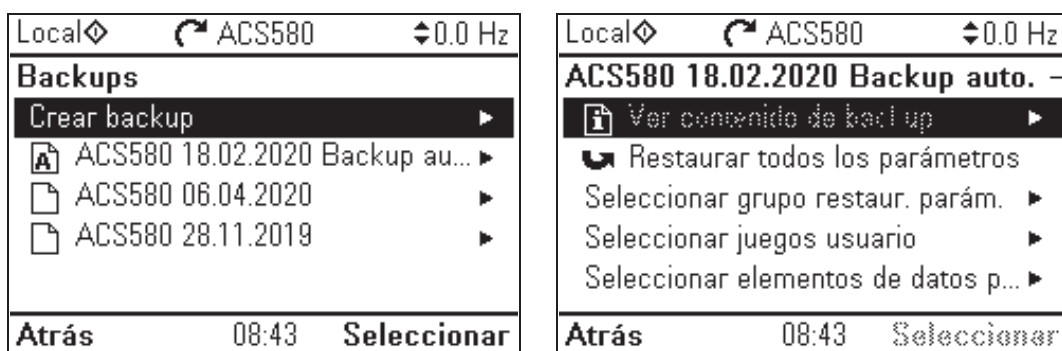 Local ACS580 0.0 Hz
Backups
Crear backup
A ACS580 18.02.2020 Backup au...
ACS580 06.04.2020
ACS580 28.11.2019
Atrás 08:43 Seleccionar
Local ACS580 0.0 Hz
ACS580 18.02.2020 Backup auto.
Ver contenido de backup
Restaurar todos los parámetros
Seleccionar grupo restaur. parám.
Seleccionar juegos usuario
Seleccionar elementos de datos p...
Atrás 08:43 Seleccionar